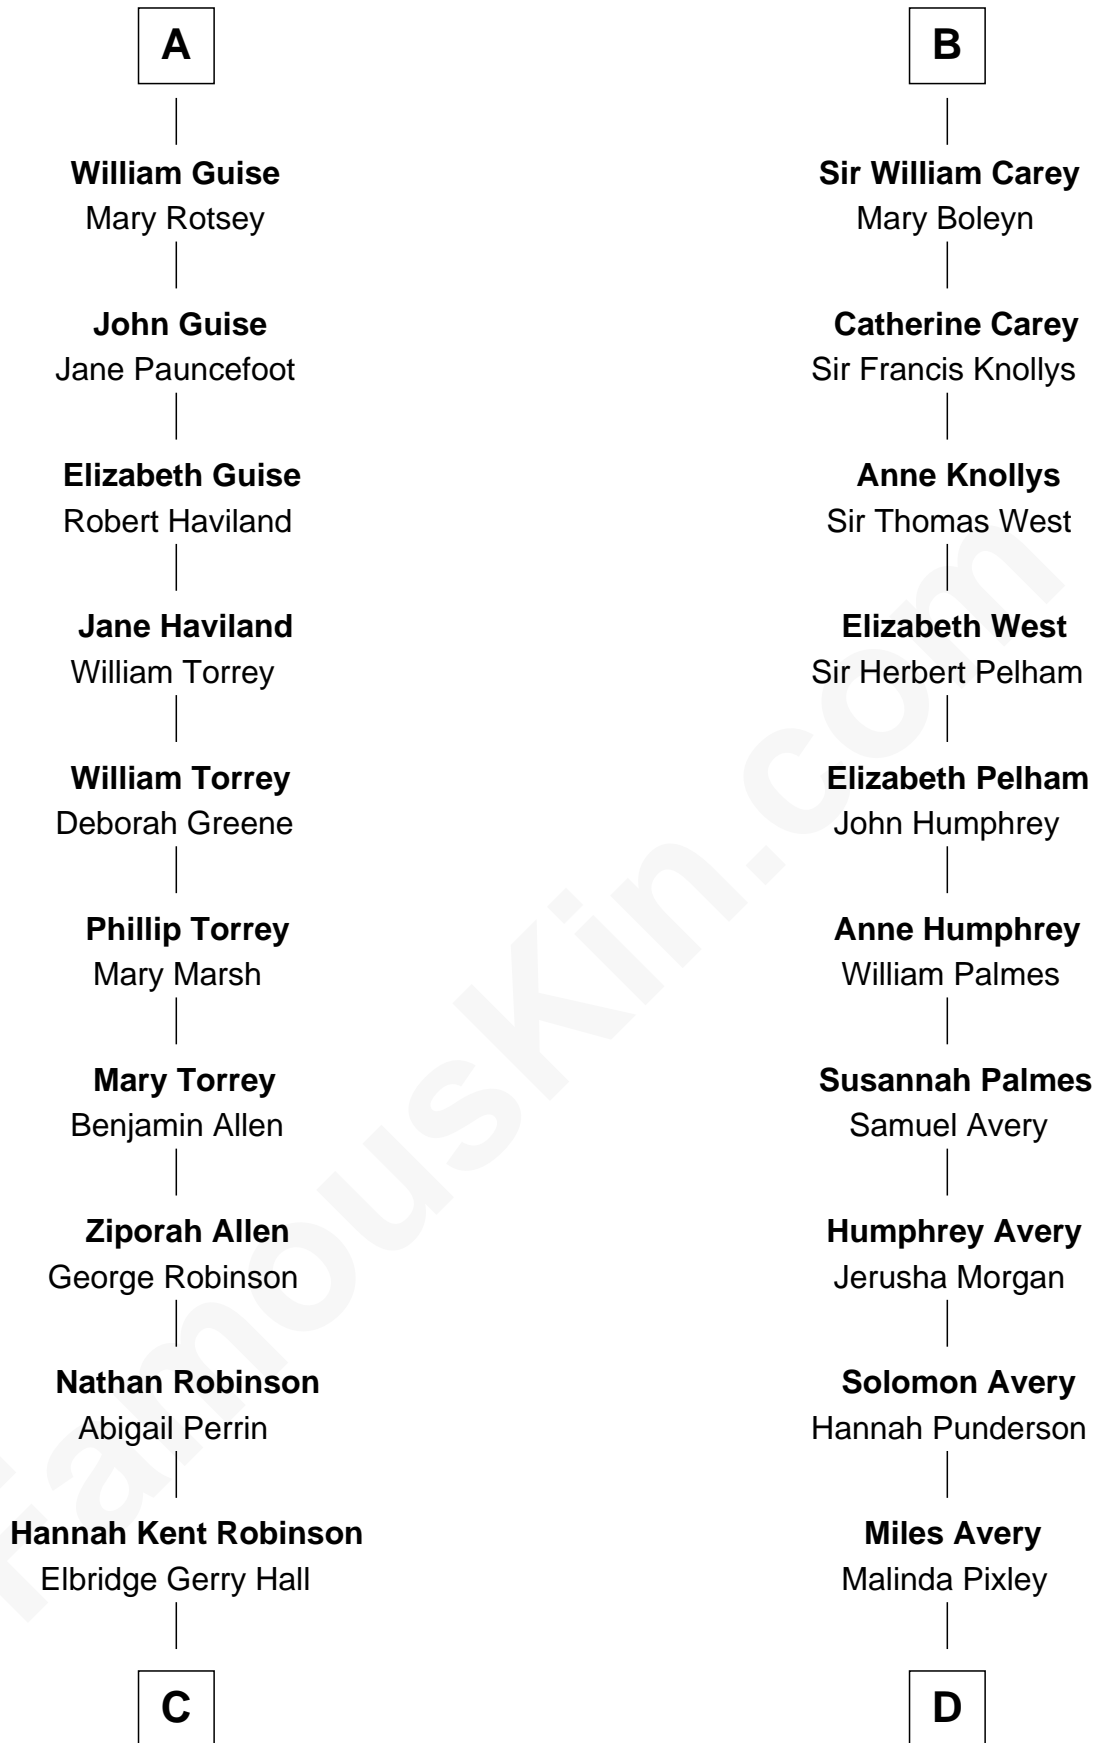 A
William Guise
Mary Rotsey
John Guise
Jane Pauncefoot
Elizabeth Guise
Robert Haviland
Jane Haviland
William Torrey
William Torrey
Deborah Greene
Phillip Torrey
Mary Marsh
Mary Torrey
Benjamin Allen
Ziporah Allen
George Robinson
Nathan Robinson
Abigail Perrin
Hannah Kent Robinson
Elbridge Gerry Hall
C
B
Sir William Carey
Mary Boleyn
Catherine Carey
Sir Francis Knollys
Anne Knollys
Sir Thomas West
Elizabeth West
Sir Herbert Pelham
Elizabeth Pelham
John Humphrey
Anne Humphrey
William Palmes
Susannah Palmes
Samuel Avery
Humphrey Avery
Jerusha Morgan
Solomon Avery
Hannah Punderson
Miles Avery
Malinda Pixley
D
famouskin.com